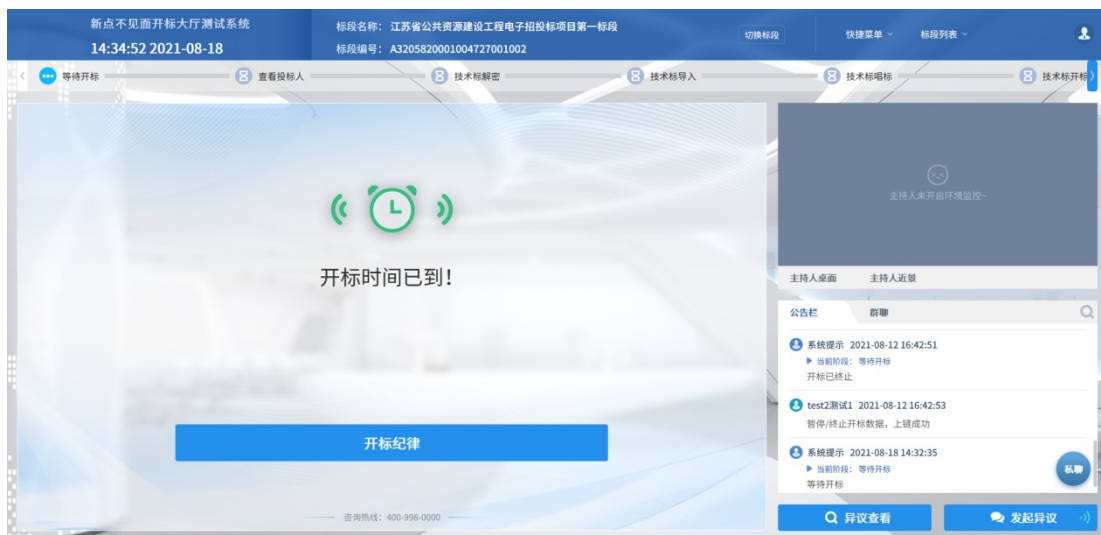 新点不见面开标大厅测试系统
14:34:52 2021-08-18
标段名称： 江苏省公共资源建设工程电子招投标项目第一标段
标段编号： A3205820001004727001002
切换标段
快捷菜单
标段列表
等待开标
查看投标人
技术标解密
技术标导入
技术标唱标
技术标开标
开标时间已到！
开标纪律
咨询热线：400-998-0000
主持人未开启环境监控~
主持人桌面
主持人近景
公告栏
群聊
系统提示 2021-08-12 16:42:51
当前阶段： 等待开标
开标已终止
test2测试1 2021-08-12 16:42:53
暂停/终止开标数据，上链成功
系统提示 2021-08-18 14:32:35
当前阶段： 等待开标
等待开标
私聊
异议查看
发起异议